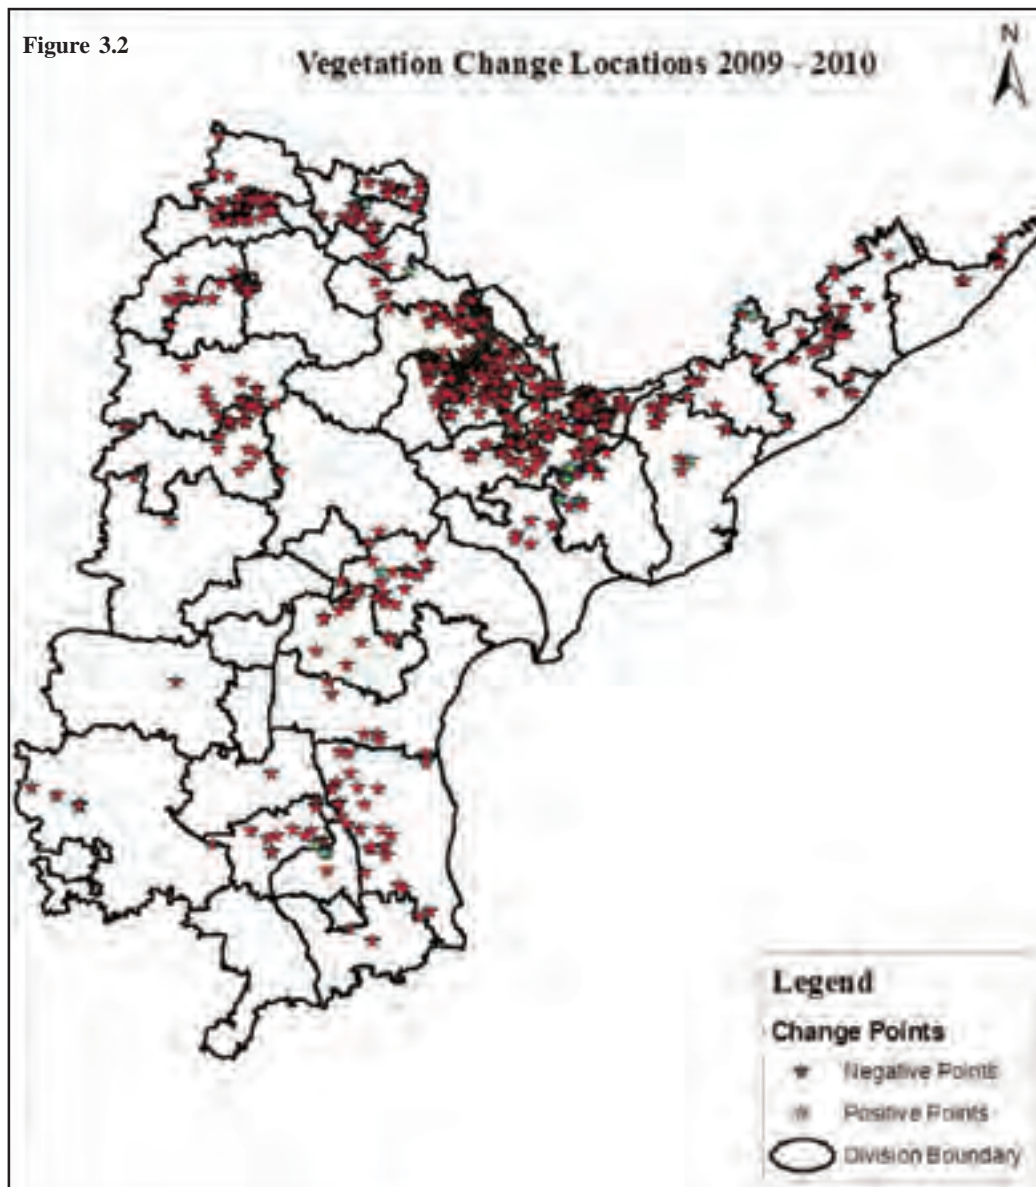 Figure 3.2
N
Vegetation Change Locations 2009 - 2010
Legend
Change Points
Negative Points
Positive Points
Division Boundary